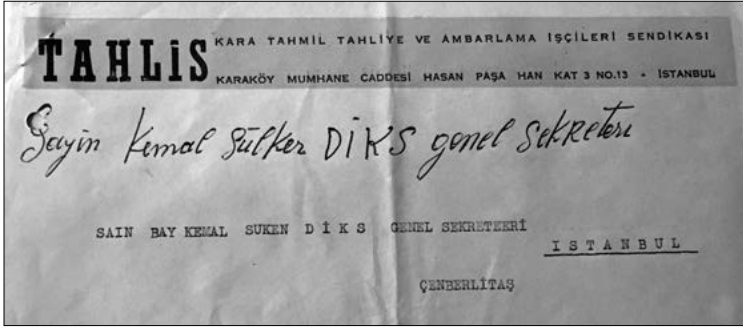 TAHLİS
KARA TAHMİL TAHLİYE VE AMBARLAMA İŞÇİLERİ SENDİKASI
KARAKÖY MUMHANE CADDESİ HASAN PAŞA HAN KAT 3 NO.13 • İSTANBUL
Sayin Kemal Sülker DİKS genel Sekreteri
SAIN BAY KEMAL SUKEN D İ K S GENEL SEKRETEERİ
I S T A N B U L
ÇENBERLİTAŞ